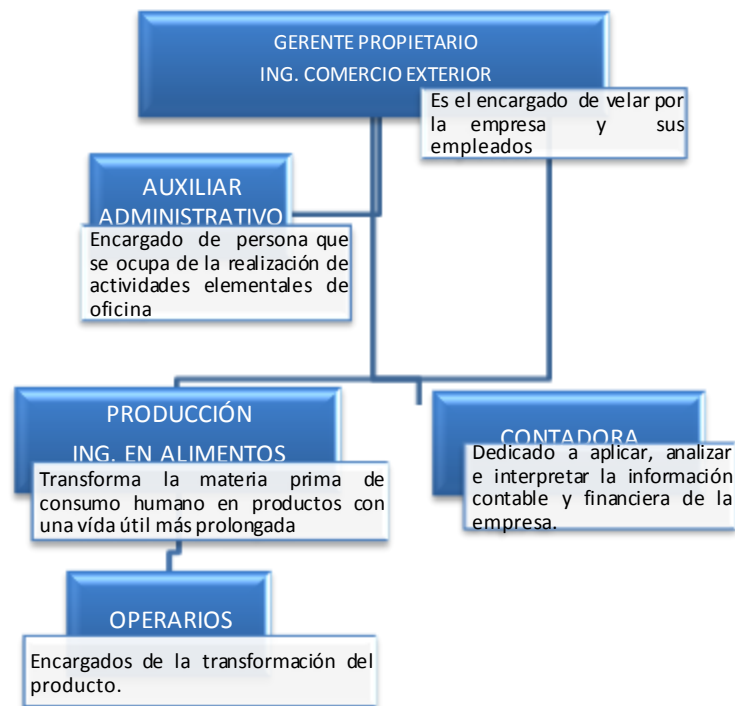 GERENTE PROPIETARIO
ING. COMERCIO EXTERIOR
Es el encargado de velar por
la empresa y sus
empleados
AUXILIAR
ADMINISTRATIVO
Encargado de persona que
se ocupa de la realización de
actividades elementales de
oficina
PRODUCCIÓN
ING. EN ALIMENTOS
Transforma la materia prima de
consumo humano en productos con
una vída útil más prolongada
CONTADORA
Dedicado a aplicar, analizar
e interpretar la información
contable y financiera de la
empresa.
OPERARIOS
Encargados de la transformación del
producto.